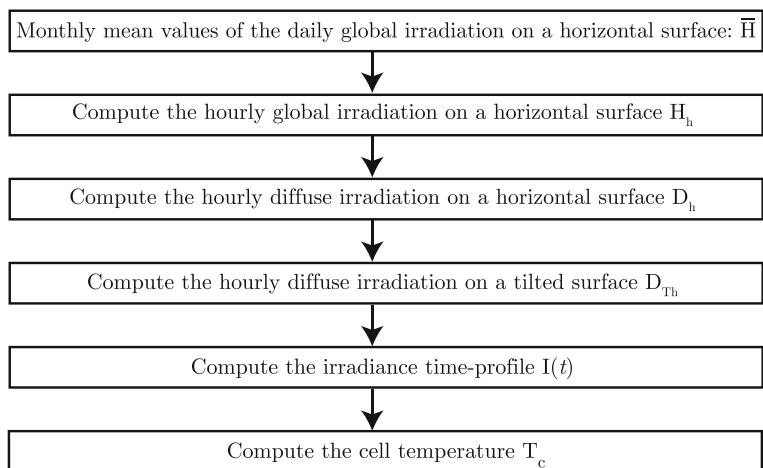 Monthly mean values of the daily global irradiation on a horizontal surface: H̅
Compute the hourly global irradiation on a horizontal surface Hₕ
Compute the hourly diffuse irradiation on a horizontal surface Dₕ
Compute the hourly diffuse irradiation on a tilted surface D_Th
Compute the irradiance time-profile I(t)
Compute the cell temperature T_c